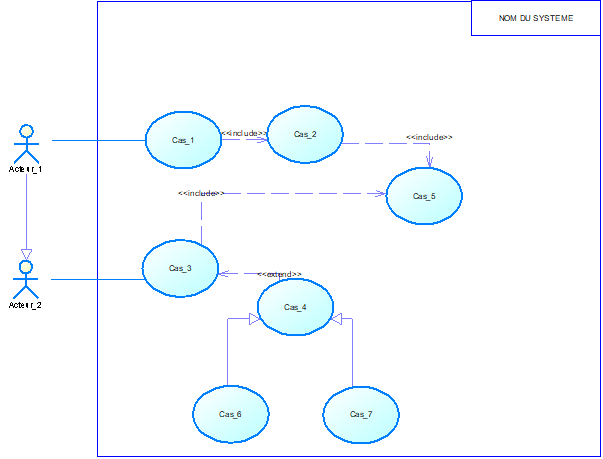 NOM DU SYSTEME
Cas_1
<<include>>
Cas_2
<<include>>
Acteur_1
<<include>>
Cas_5
Cas_3
<<extend>>
Acteur_2
Cas_4
Cas_6
Cas_7